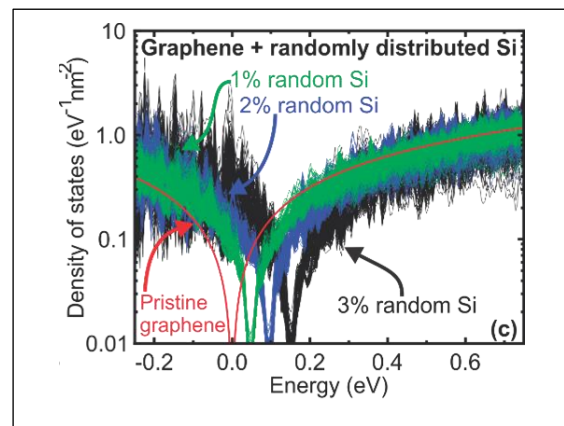 Graphene + randomly distributed Si
1% random Si
2% random Si
Pristine
graphene
3% random Si
(c)
Density of states (eV⁻¹nm⁻²)
10
1.0
0.1
0.01
-0.2 0.0 0.2 0.4 0.6
Energy (eV)